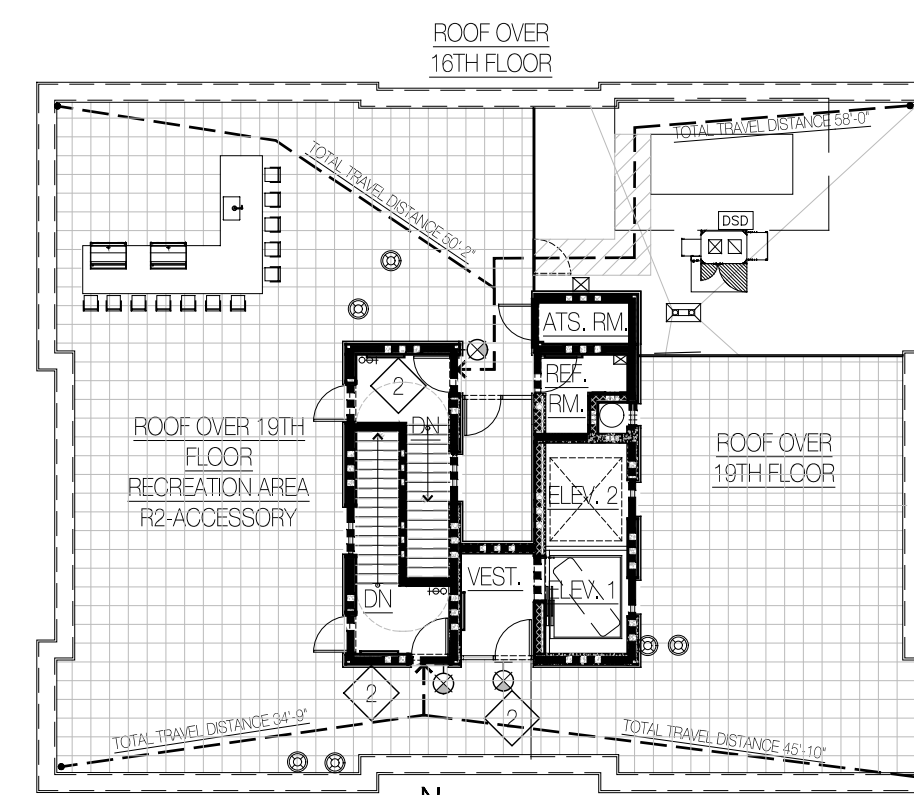 ROOF OVER
16TH FLOOR
TOTAL TRAVEL DISTANCE 58'-0"
TOTAL TRAVEL DISTANCE 50'-2"
DSD
ATS. RM.
REF.
RM.
2
DN
ROOF OVER 19TH
FLOOR
RECREATION AREA
R2-ACCESSORY
ROOF OVER
19TH FLOOR
ELEV. 2
VEST.
ELEV. 1
DN
2
2
TOTAL TRAVEL DISTANCE 34'-9"
TOTAL TRAVEL DISTANCE 45'-10"
N